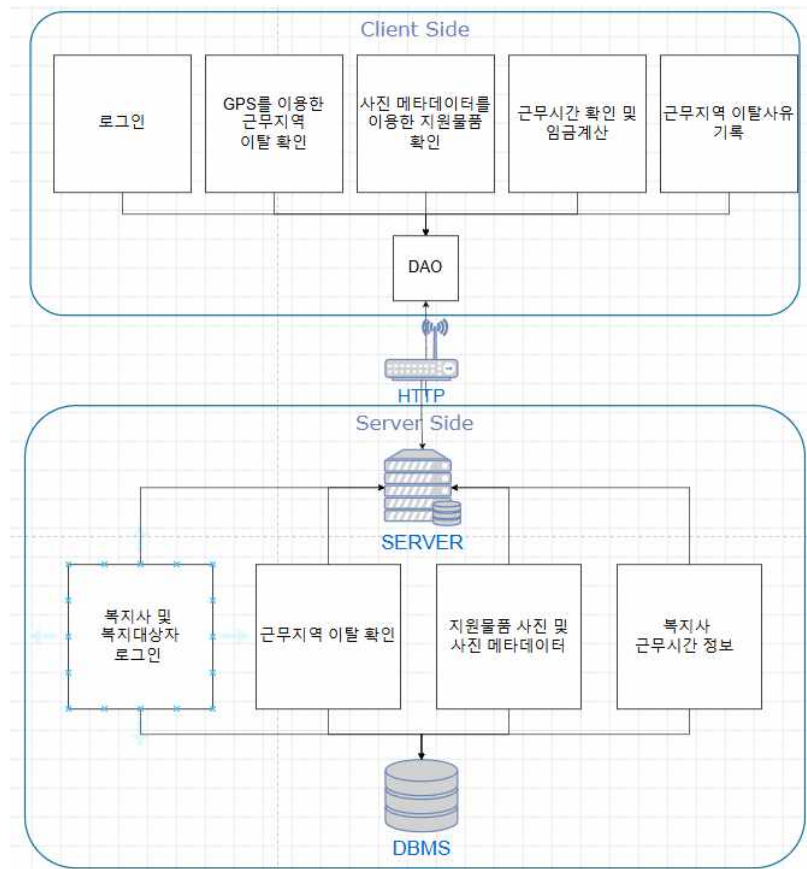 Client Side
로그인
GPS를 이용한
근무지역
이탈 확인
사진 메타데이터를
이용한 지원물품
확인
근무시간 확인 및
임금계산
근무지역 이탈사유
기록
DAO
HTTP
Server Side
SERVER
복지사 및
복지대상자
로그인
근무지역 이탈 확인
지원물품 사진 및
사진 메타데이터
복지사
근무시간 정보
DBMS